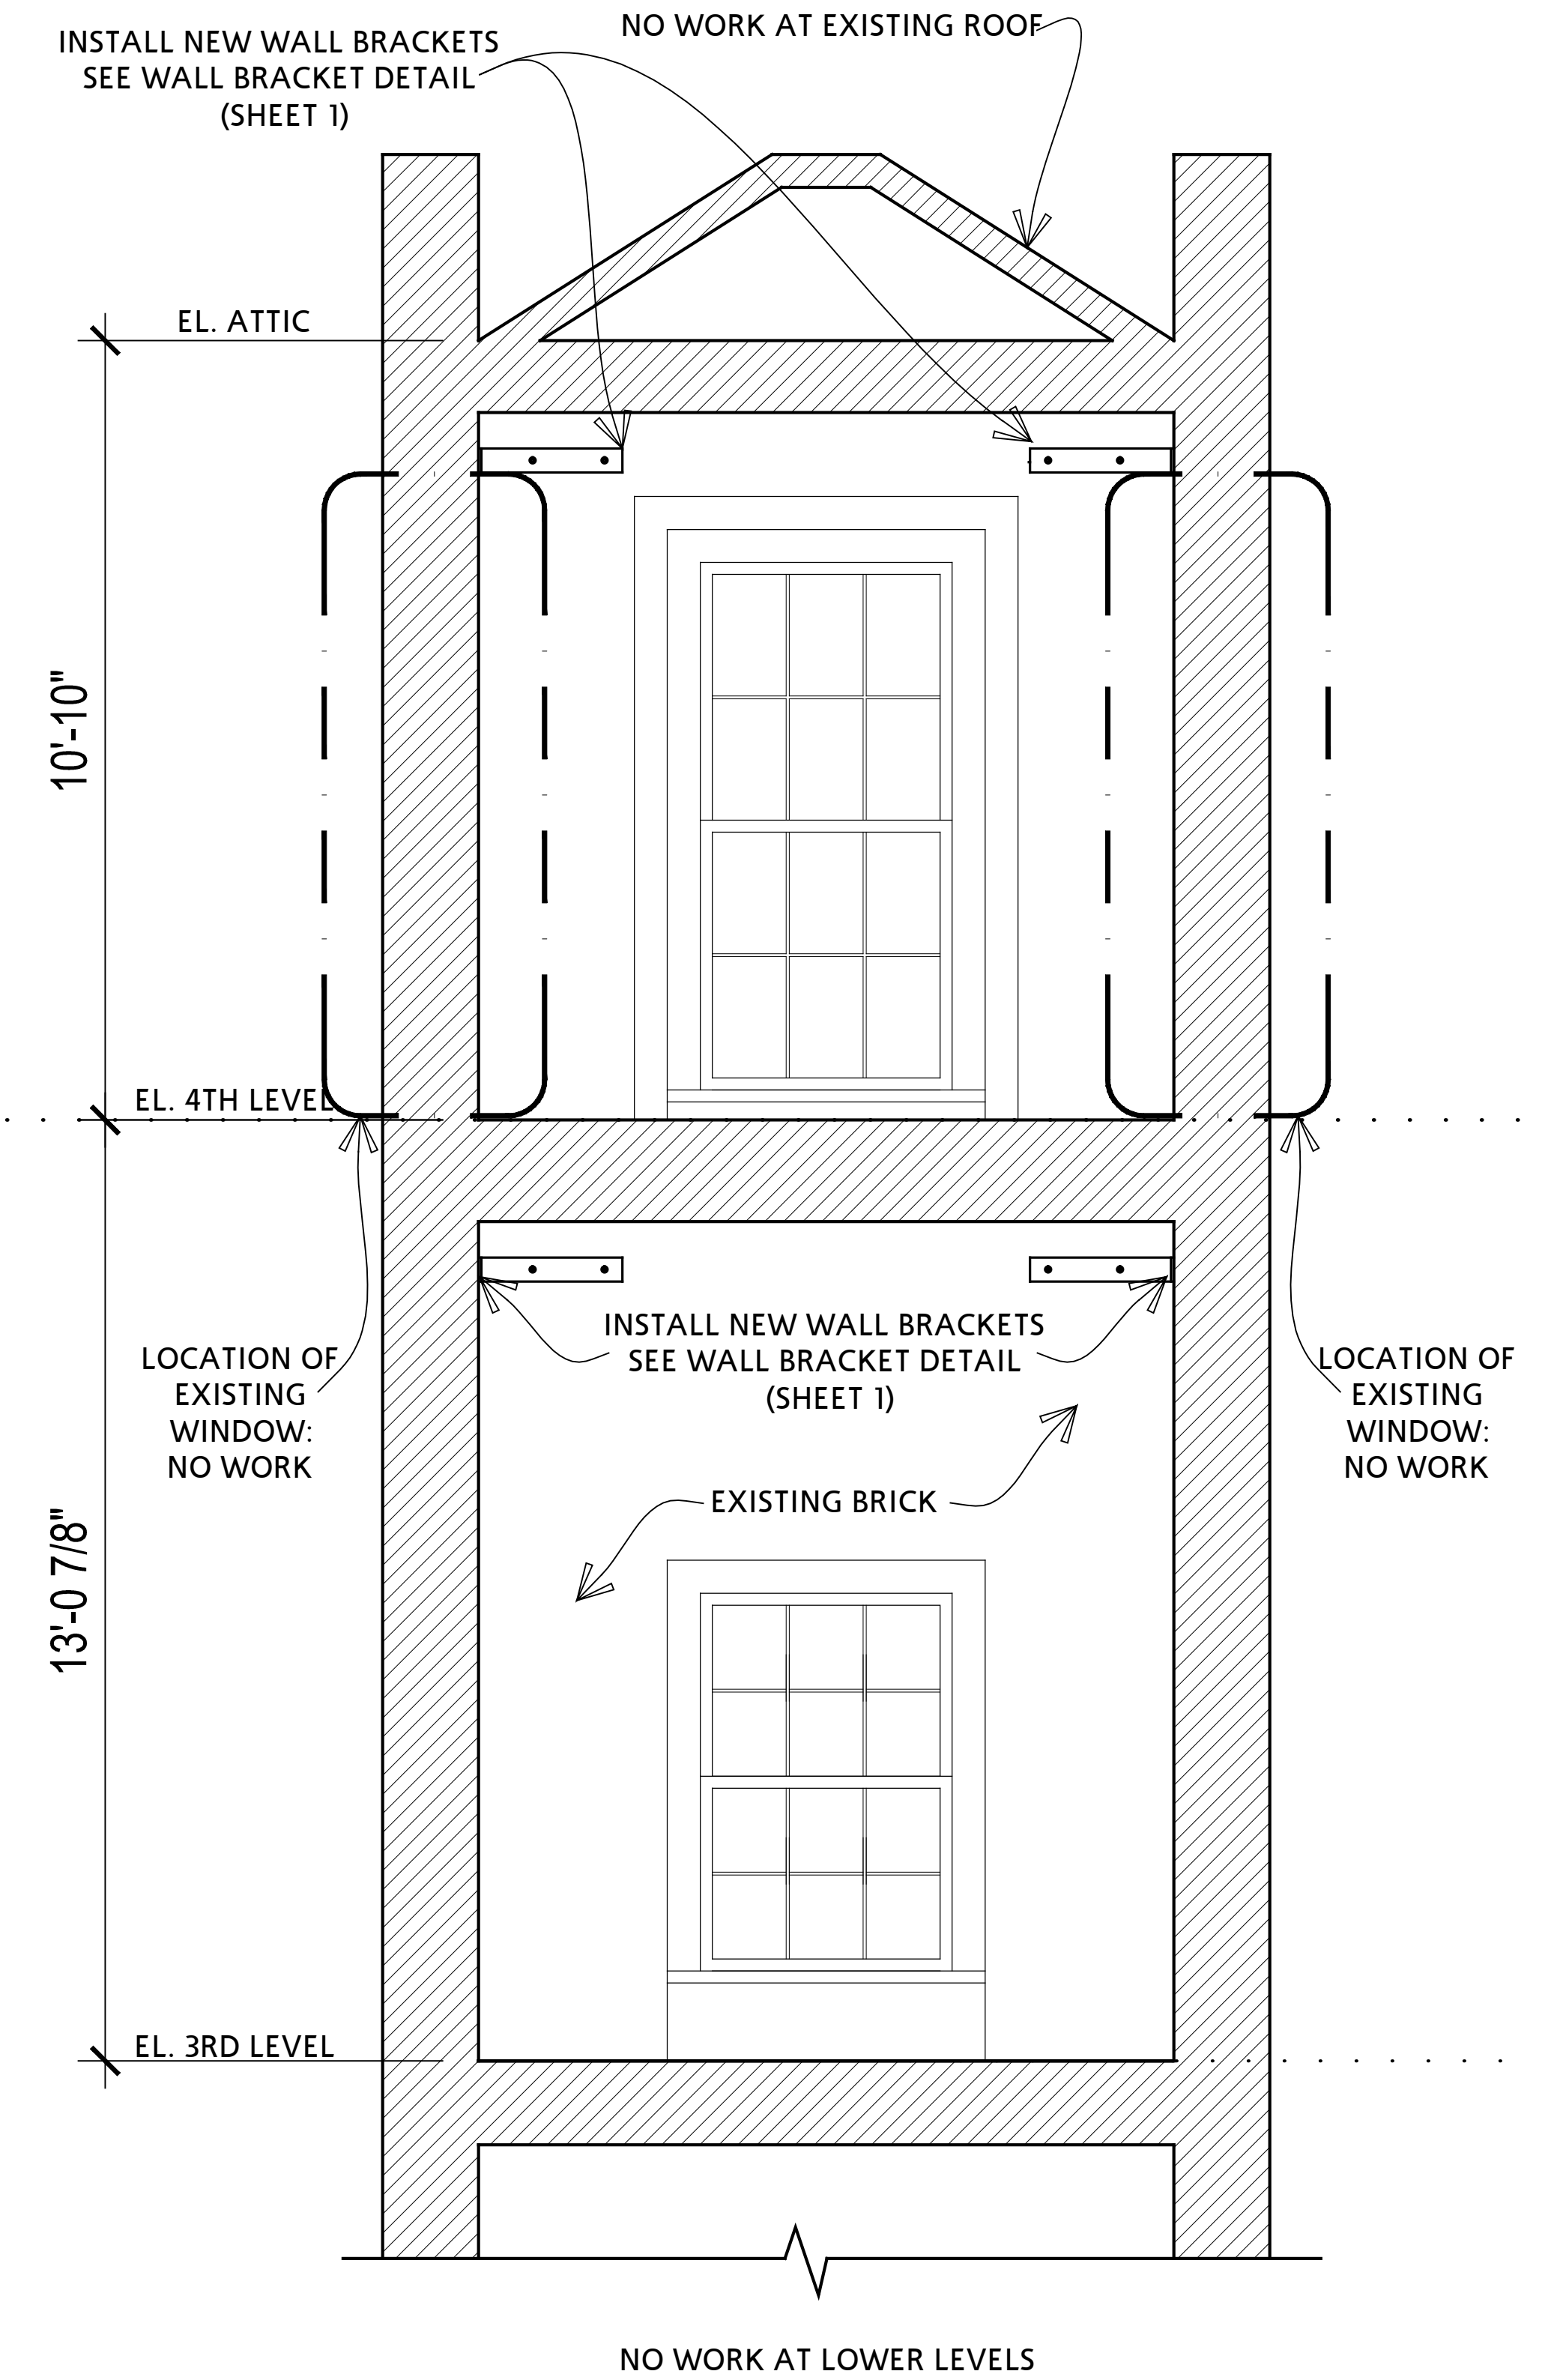 NO WORK AT EXISTING ROOF
INSTALL NEW WALL BRACKETS
SEE WALL BRACKET DETAIL
(SHEET 1)
EL. ATTIC
10'-10"
EL. 4TH LEVEL
INSTALL NEW WALL BRACKETS
SEE WALL BRACKET DETAIL
(SHEET 1)
LOCATION OF
EXISTING
WINDOW:
NO WORK
LOCATION OF
EXISTING
WINDOW:
NO WORK
EXISTING BRICK
13'-0 7/8"
EL. 3RD LEVEL
NO WORK AT LOWER LEVELS